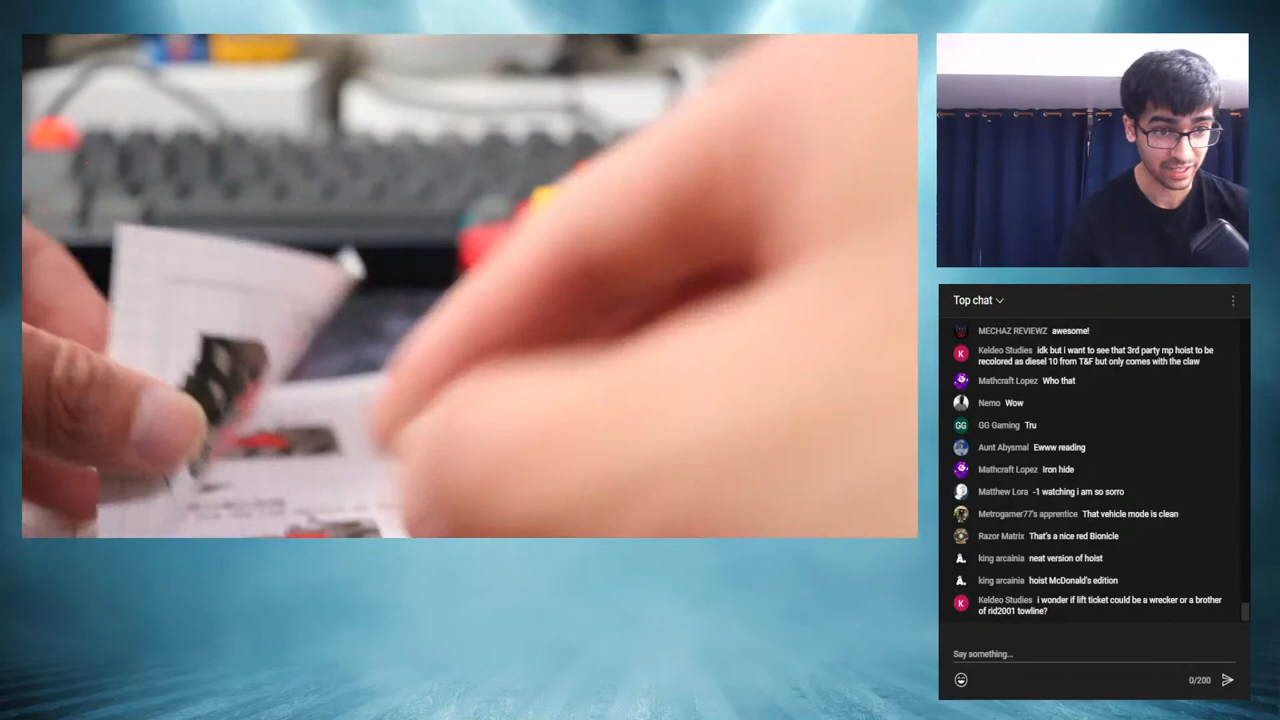 Top chat
MECHAZ REVIEWZ awesome!
K Keldeo Studies idk but i want to see that 3rd party mp hoist to be
recolored as diesel 10 from T&F but only comes with the claw
Mathcraft Lopez Who that
Nemo Wow
GG GG Gaming Tru
Aunt Abysmal Ewww reading
Mathcraft Lopez Iron hide
Matthew Lora -1 watching i am so sorro
Metrogamer77's apprentice That vehicle mode is clean
Razor Matrix That's a nice red Bionicle
king arcainia neat version of hoist
king arcainia hoist McDonald's edition
K Keldeo Studies i wonder if lift ticket could be a wrecker or a brother
of rid2001 towline?
Say something...
0/200